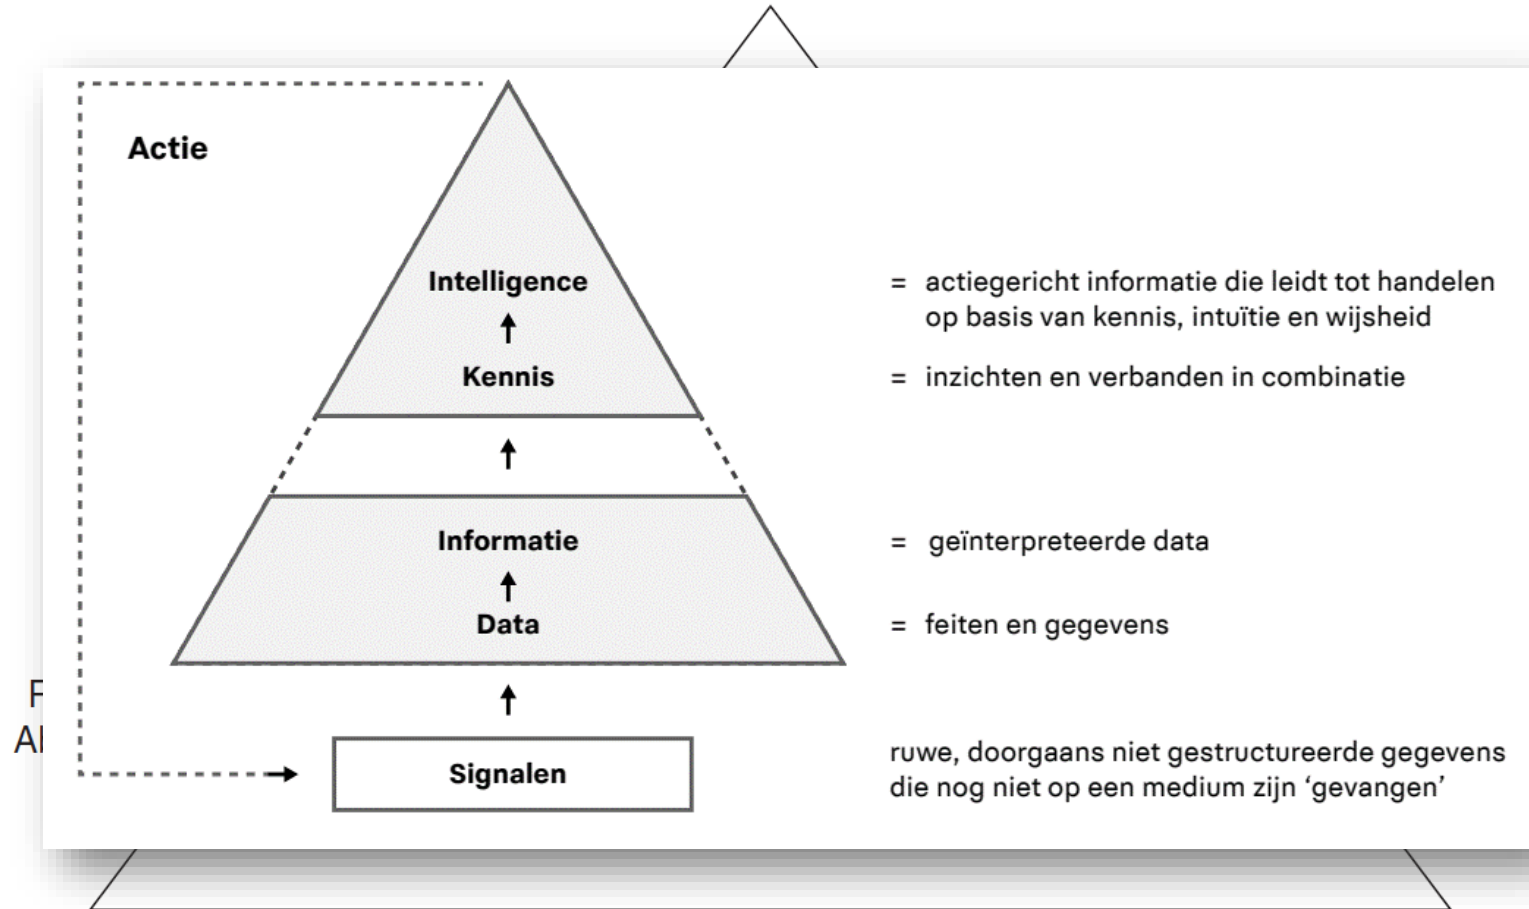 Actie
Intelligence
= actiegericht informatie die leidt tot handelen
op basis van kennis, intuïtie en wijsheid
Kennis
= inzichten en verbanden in combinatie
Informatie
= geïnterpreteerde data
Data
= feiten en gegevens
Signalen
ruwe, doorgaans niet gestructureerde gegevens
die nog niet op een medium zijn ‘gevangen’